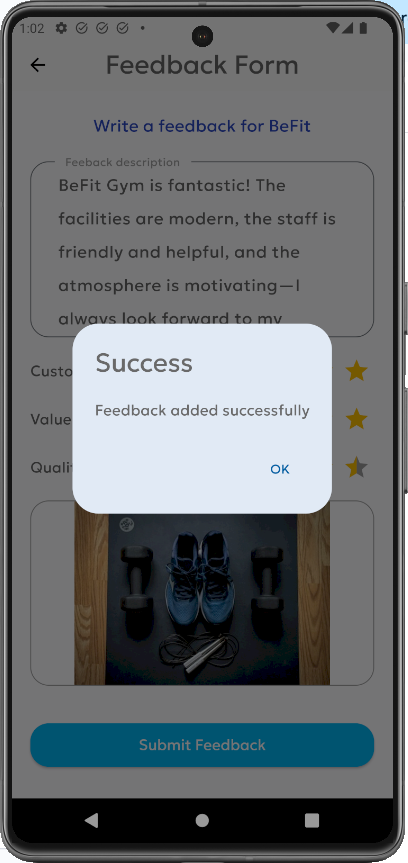 1:02
Feedback Form
Write a feedback for BeFit
Feeback description
BeFit Gym is fantastic! The
facilities are modern, the staff is
friendly and helpful, and the
atmosphere is motivating—I
always look forward to my
Success
Feedback added successfully
OK
Submit Feedback